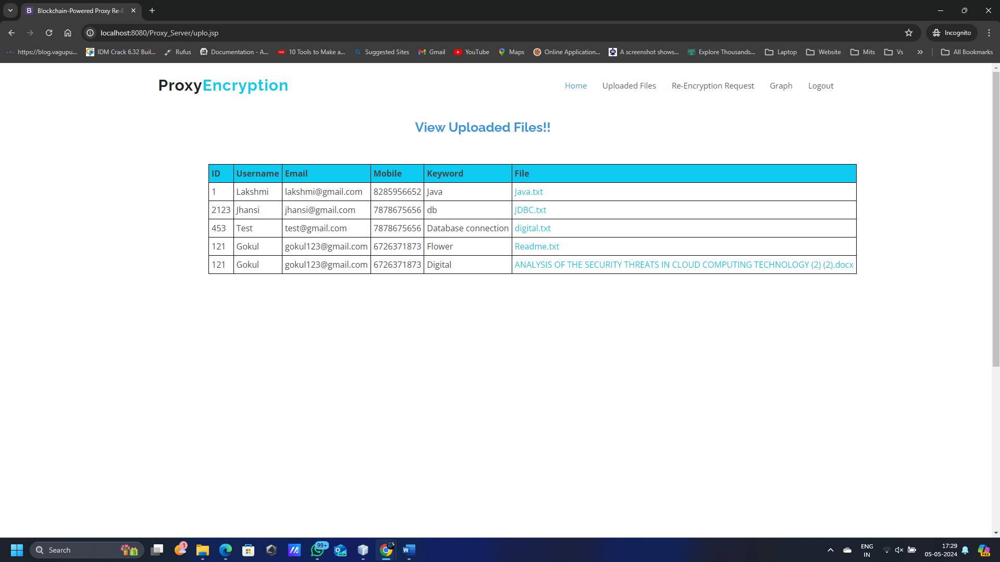 Blockchain-Powered Proxy Re-E
localhost:8080/Proxy_Server/uplo.jsp
Incognito
https://blog.vagupu... IDM Crack 6.32 Buil... Rufus Documentation - A... 10 Tools to Make a... Suggested Sites Gmail YouTube Maps Online Application... A screenshot shows... Explore Thousands... Laptop Website Mits Vs All Bookmarks
ProxyEncryption
Home Uploaded Files Re-Encryption Request Graph Logout
View Uploaded Files!!
ID Username Email Mobile Keyword File
1 Lakshmi lakshmi@gmail.com 8285956652 Java Java.txt
2123 Jhansi jhansi@gmail.com 7878675656 db JDBC.txt
453 Test test@gmail.com 7878675656 Database connection digital.txt
121 Gokul gokul123@gmail.com 6726371873 Flower Readme.txt
121 Gokul gokul123@gmail.com 6726371873 Digital ANALYSIS OF THE SECURITY THREATS IN CLOUD COMPUTING TECHNOLOGY (2) (2).docx
Search 1 99+ NEW
ENG
IN
17:29
05-05-2024
PRE